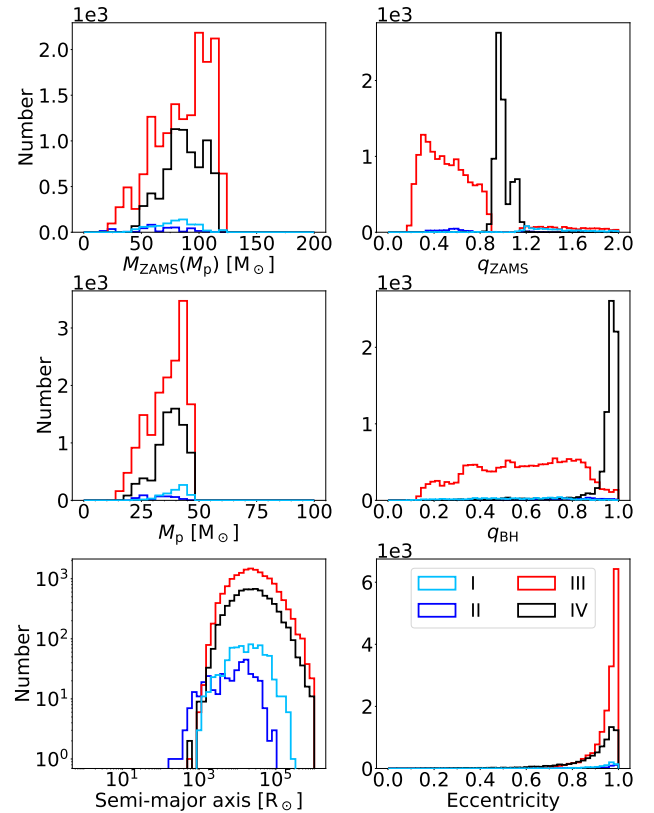 1e3
2.0
1.5
1.0
0.5
0.0
Number
0 50 100 150 200
M_ZAMS(M_p) [M_⊙]
1e3
2
1
0
0.4 0.8 1.2 1.6 2.0
q_ZAMS
1e3
3
2
1
0
Number
0 25 50 75 100
M_p [M_⊙]
1e3
2
1
0
0.0 0.2 0.4 0.6 0.8 1.0
q_BH
10^3
10^2
10^1
10^0
Number
10^1 10^3 10^5
Semi-major axis [R_⊙]
1e3
6
4
2
0
I III
II IV
0.0 0.2 0.4 0.6 0.8 1.0
Eccentricity